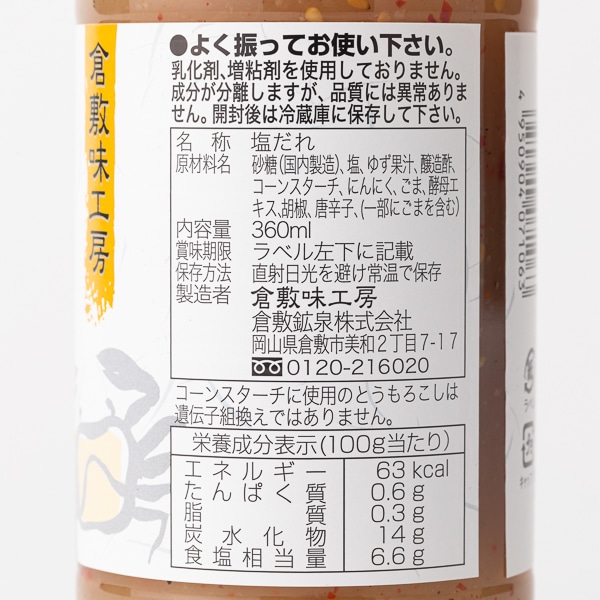 倉敷味工房
●よく振ってお使い下さい。
乳化剤、増粘剤を使用しておりません。
成分が分離しますが、品質には異常ありま
せん。開封後は冷蔵庫に保存して下さい。
名称 塩だれ
原材料名 砂糖(国内製造)、塩、ゆず果汁、醸造酢、
コーンスターチ、にんにく、ごま、酵母エ
キス、胡椒、唐辛子、(一部にごまを含む)
内容量 360ml
賞味期限 ラベル左下に記載
保存方法 直射日光を避け常温で保存
製造者 倉敷味工房
倉敷鉱泉株式会社
岡山県倉敷市美和2丁目7-17
0120-216020
コーンスターチに使用のとうもろこしは
遺伝子組換えではありません。
栄養成分表示(100g当たり)
エネルギー 63kcal
たんぱく質 0.6g
脂質 0.3g
炭水化物 14g
食塩相当量 6.6g
4950904071063